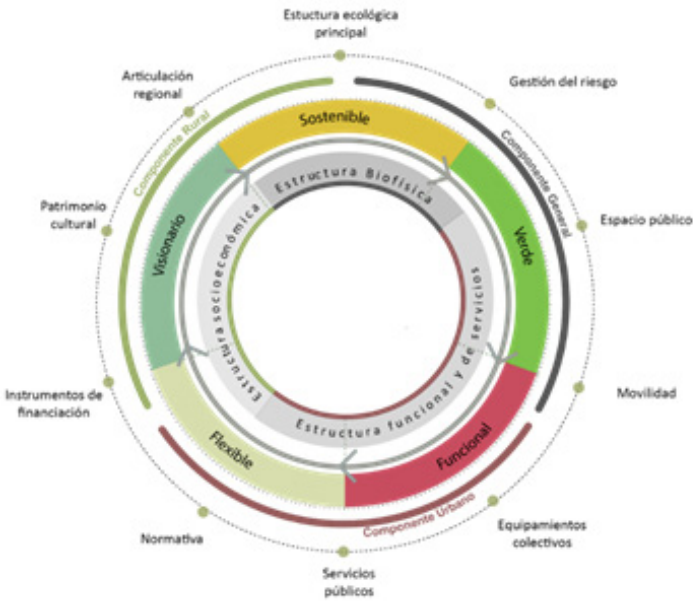 Estuctura ecológica
principal
Gestión del riesgo
Espacio público
Movilidad
Equipamientos
colectivos
Servicios
públicos
Normativa
Instrumentos de
financiación
Patrimonio
cultural
Articulación
regional
Componente Rural
Componente General
Componente Urbano
Sostenible
Verde
Funcional
Flexible
Visionario
Estructura Biofísica
Estructura funcional y de servicios
Estructura socioeconómica